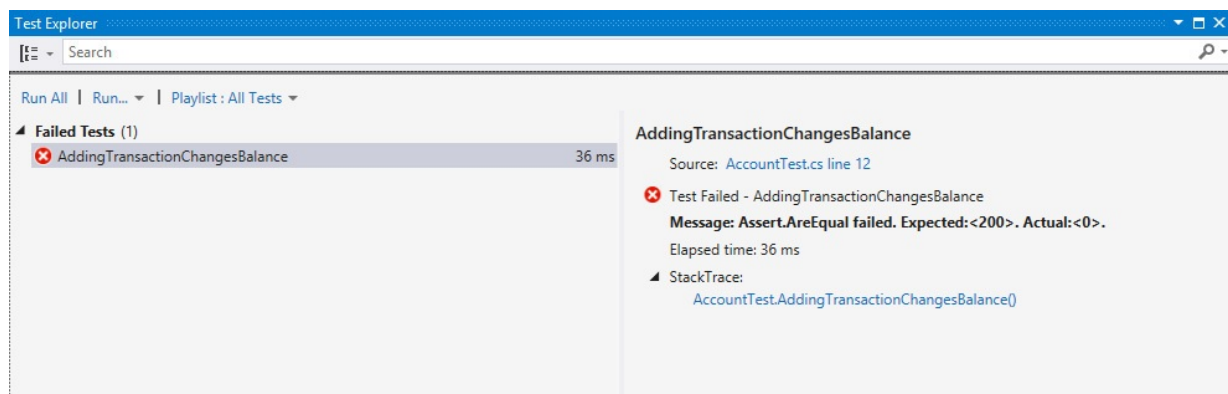 Test Explorer
Search
Run All | Run... | Playlist : All Tests
Failed Tests (1)
AddingTransactionChangesBalance 36 ms
AddingTransactionChangesBalance
Source: AccountTest.cs line 12
Test Failed - AddingTransactionChangesBalance
Message: Assert.AreEqual failed. Expected:<200>. Actual:<0>.
Elapsed time: 36 ms
StackTrace:
AccountTest.AddingTransactionChangesBalance()